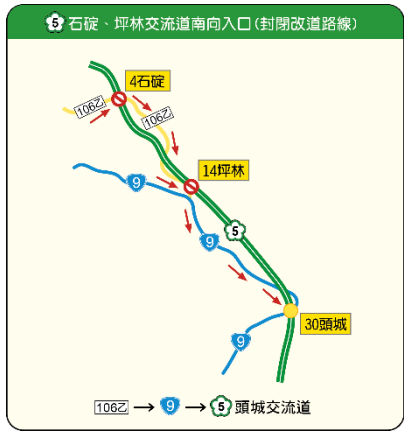 5 石碇、坪林交流道南向入口(封閉改道路線)
4石碇
106乙
106乙
14坪林
9
9
5
30頭城
9
106乙 → 9 → 5 頭城交流道